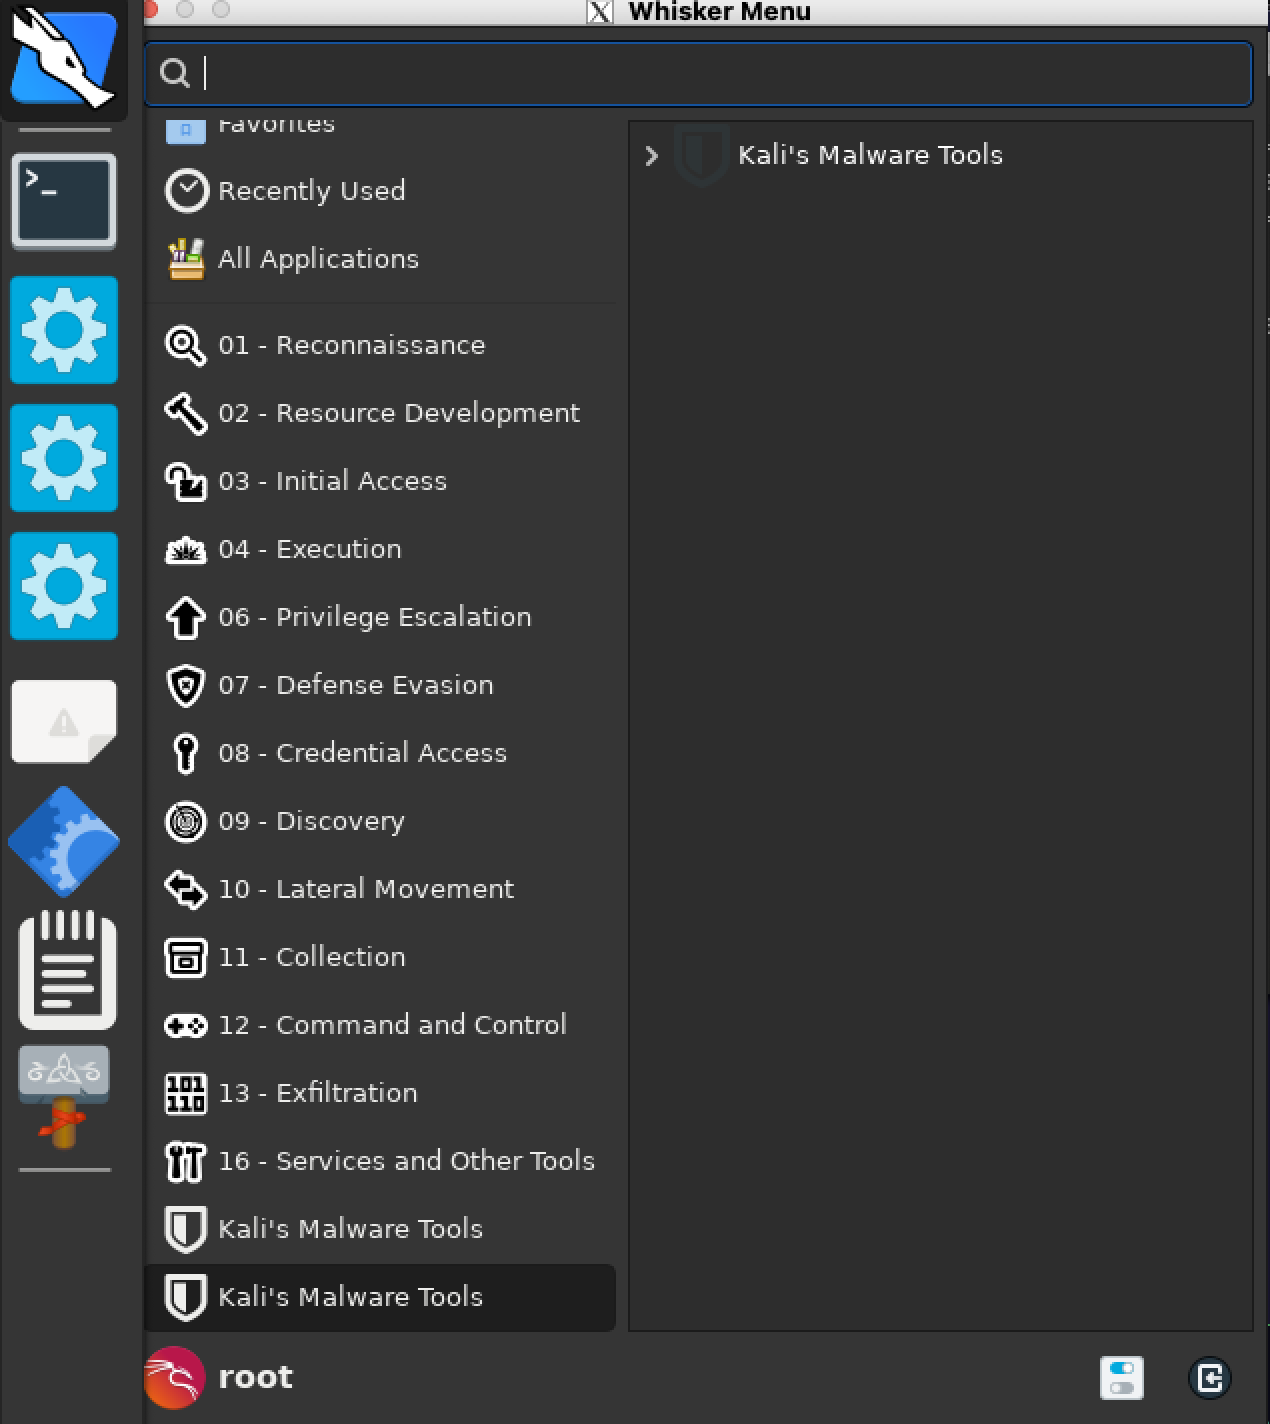 Whisker Menu
Favorites
Recently Used
All Applications
01 - Reconnaissance
02 - Resource Development
03 - Initial Access
04 - Execution
06 - Privilege Escalation
07 - Defense Evasion
08 - Credential Access
09 - Discovery
10 - Lateral Movement
11 - Collection
12 - Command and Control
13 - Exfiltration
16 - Services and Other Tools
Kali's Malware Tools
Kali's Malware Tools
Kali's Malware Tools
root